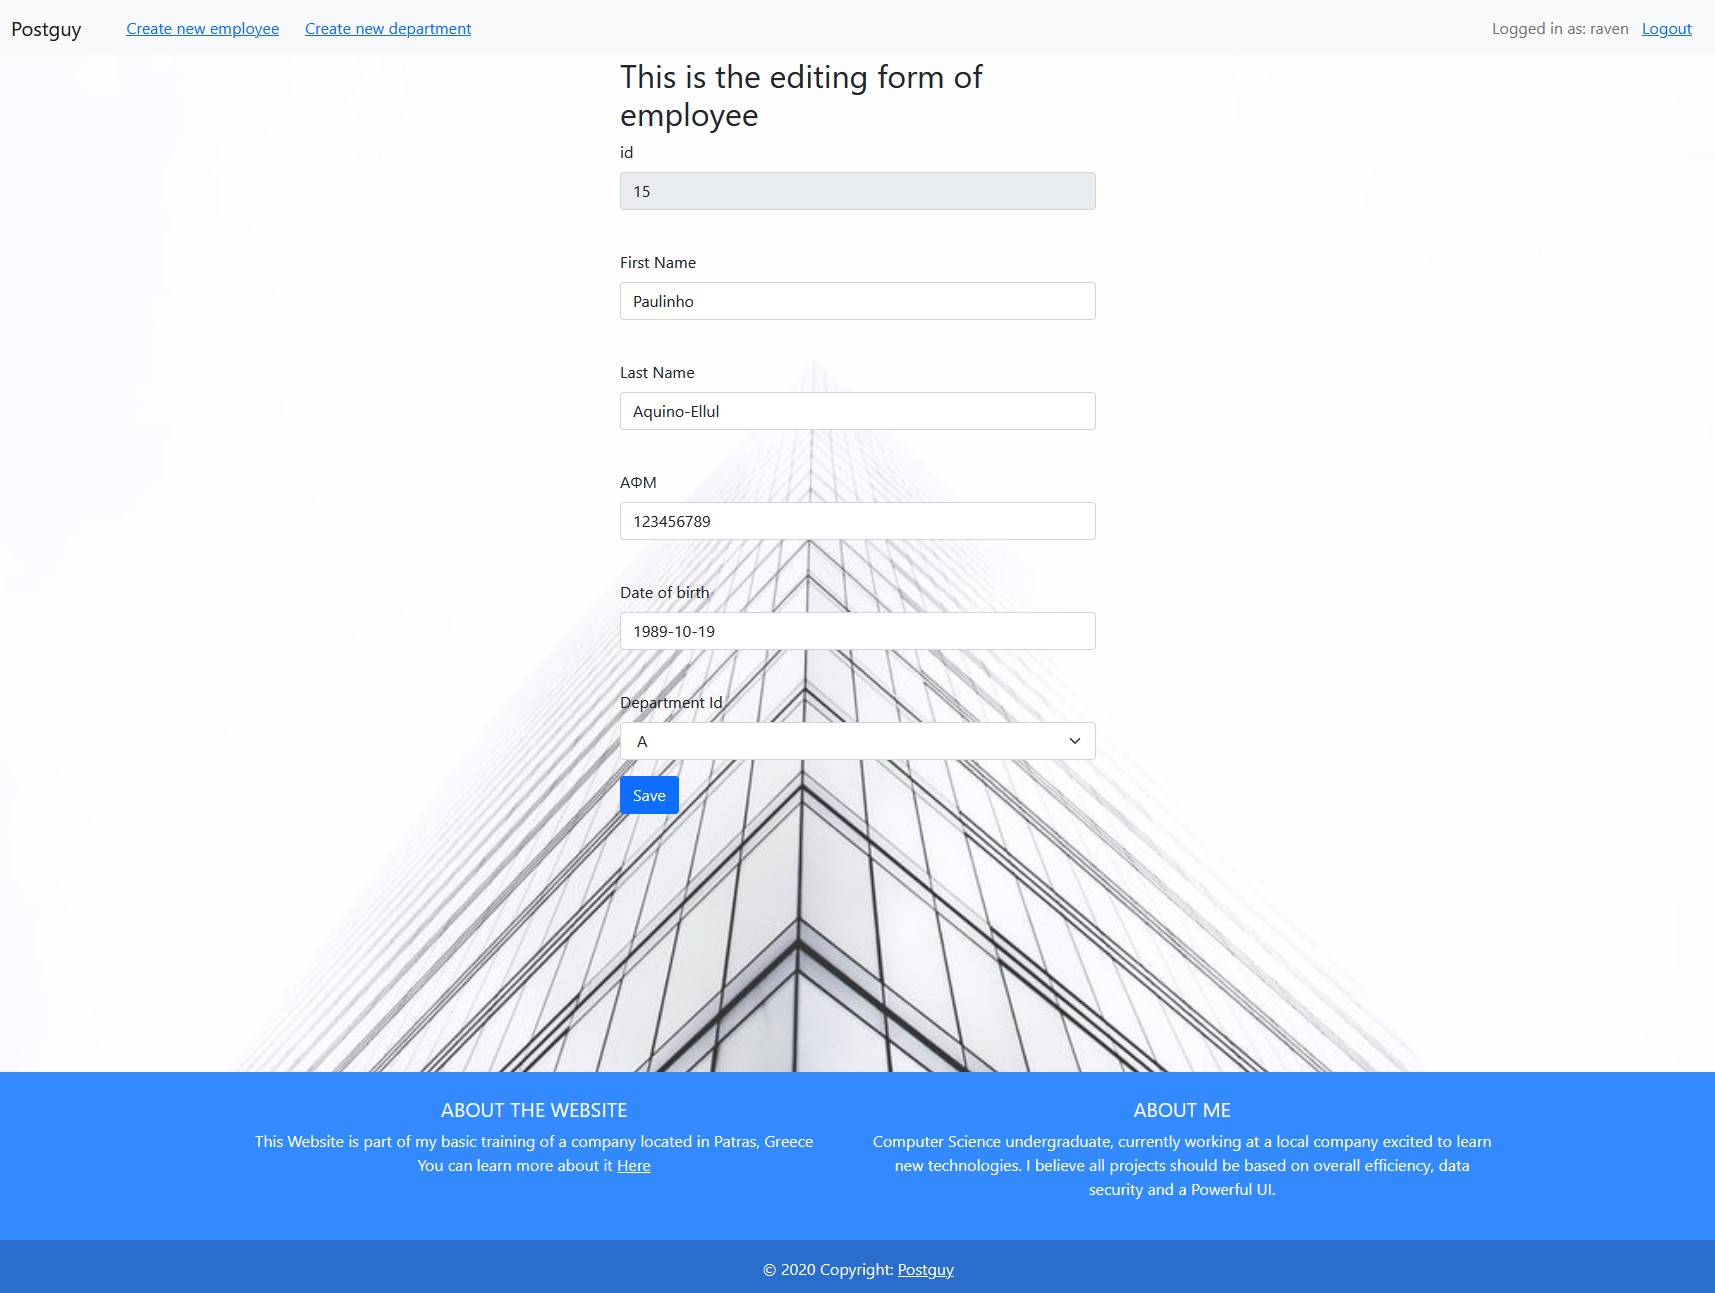 Postguy Create new employee Create new department Logged in as: raven Logout
This is the editing form of
employee
id
15
First Name
Paulinho
Last Name
Aquino-Ellul
ΑΦΜ
123456789
Date of birth
1989-10-19
Department Id
A
Save
ABOUT THE WEBSITE
This Website is part of my basic training of a company located in Patras, Greece
You can learn more about it Here
ABOUT ME
Computer Science undergraduate, currently working at a local company excited to learn
new technologies. I believe all projects should be based on overall efficiency, data
security and a Powerful UI.
© 2020 Copyright: Postguy